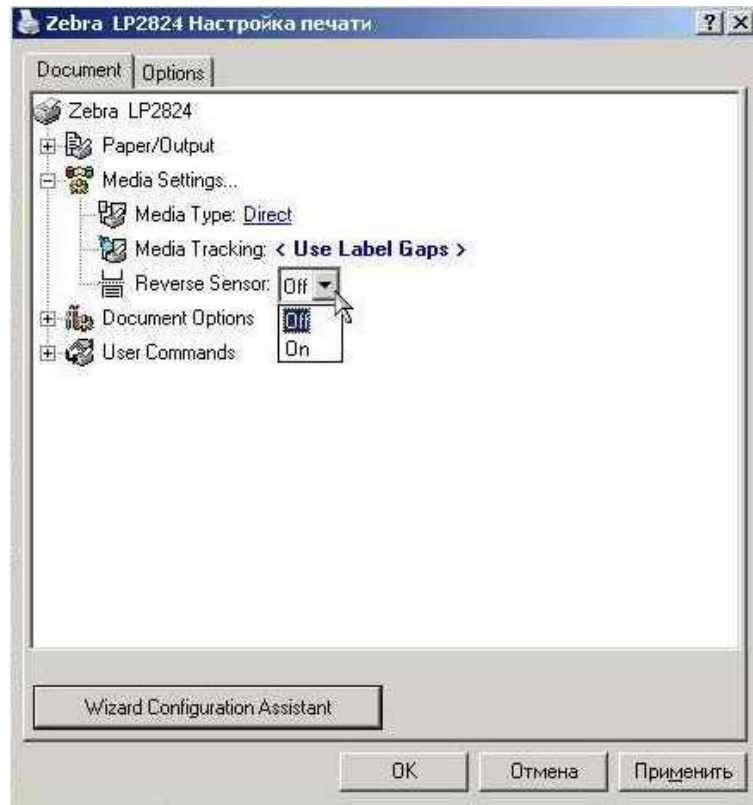 Zebra LP2824 Настройка печати
Document Options
Zebra LP2824
Paper/Output
Media Settings...
Media Type: Direct
Media Tracking: < Use Label Gaps >
Reverse Sensor: Off
Off
On
Document Options
User Commands
Wizard Configuration Assistant
OK Отмена Применить